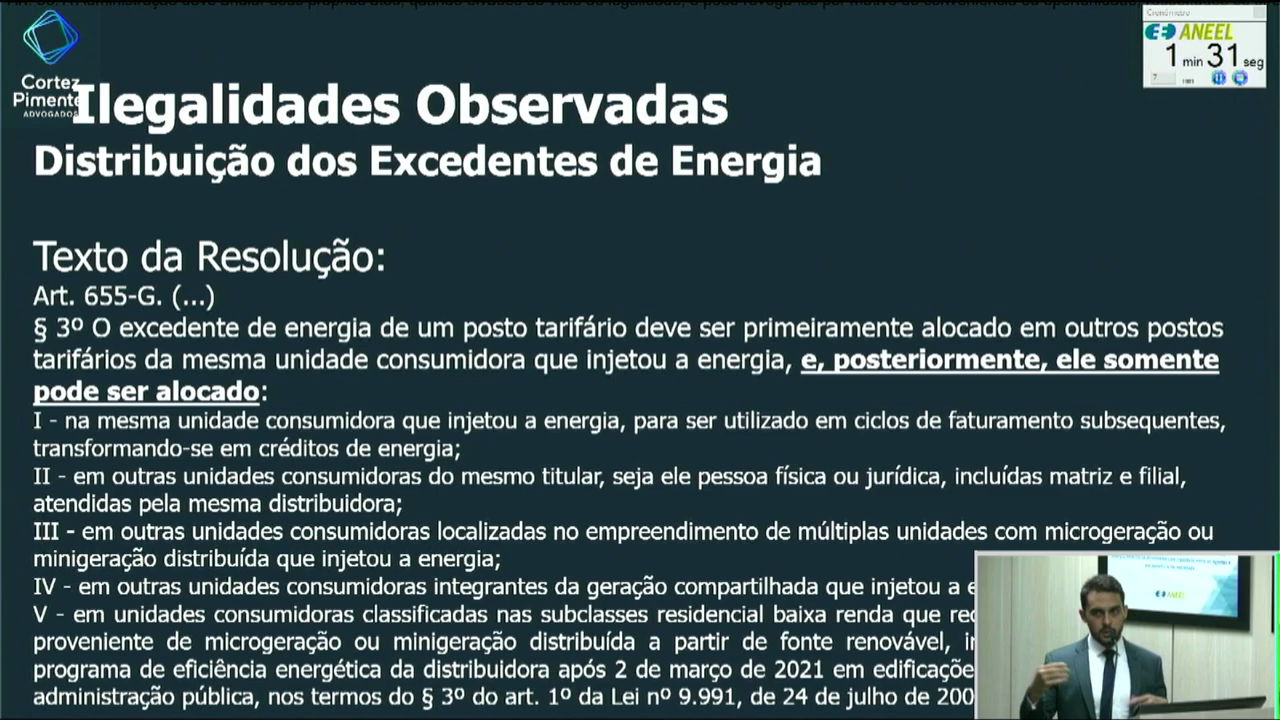 Cronômetro
ANEEL
1 min 31 seg
Cortez
Pimente
ADVOGADOS
Ilegalidades Observadas
Distribuição dos Excedentes de Energia
Texto da Resolução:
Art. 655-G. (...)
§ 3º O excedente de energia de um posto tarifário deve ser primeiramente alocado em outros postos
tarifários da mesma unidade consumidora que injetou a energia, e, posteriormente, ele somente
pode ser alocado:
I - na mesma unidade consumidora que injetou a energia, para ser utilizado em ciclos de faturamento subsequentes,
transformando-se em créditos de energia;
II - em outras unidades consumidoras do mesmo titular, seja ele pessoa física ou jurídica, incluídas matriz e filial,
atendidas pela mesma distribuidora;
III - em outras unidades consumidoras localizadas no empreendimento de múltiplas unidades com microgeração ou
minigeração distribuída que injetou a energia;
IV - em outras unidades consumidoras integrantes da geração compartilhada que injetou a e
V - em unidades consumidoras classificadas nas subclasses residencial baixa renda que rec
proveniente de microgeração ou minigeração distribuída a partir de fonte renovável, in
programa de eficiência energética da distribuidora após 2 de março de 2021 em edificaçõe
administração pública, nos termos do § 3º do art. 1º da Lei nº 9.991, de 24 de julho de 200
ANEEL